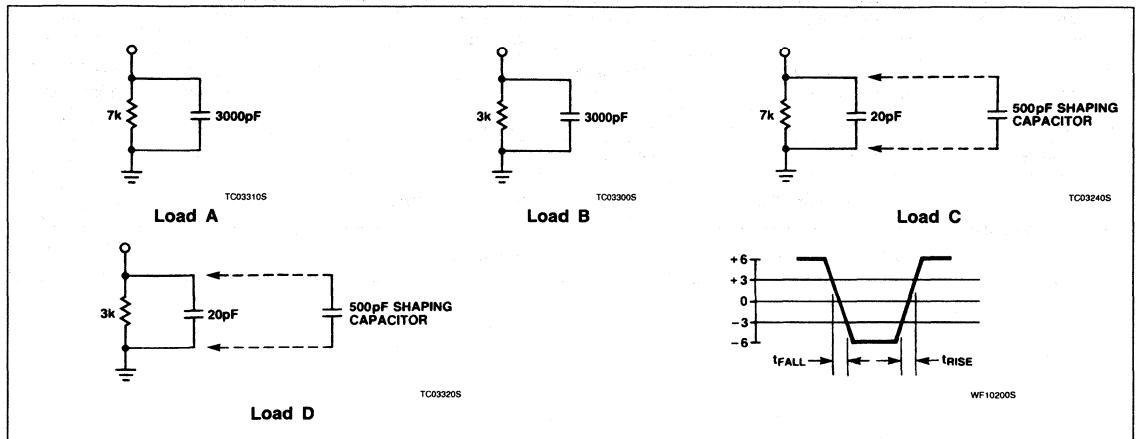 7k
3000pF
TC03310S
Load A
3k
3000pF
TC03300S
Load B
7k
20pF
500pF SHAPING
CAPACITOR
TC03240S
Load C
3k
20pF
500pF SHAPING
CAPACITOR
TC03320S
Load D
+6
+3
0
−3
−6
tFALL
tRISE
WF10200S